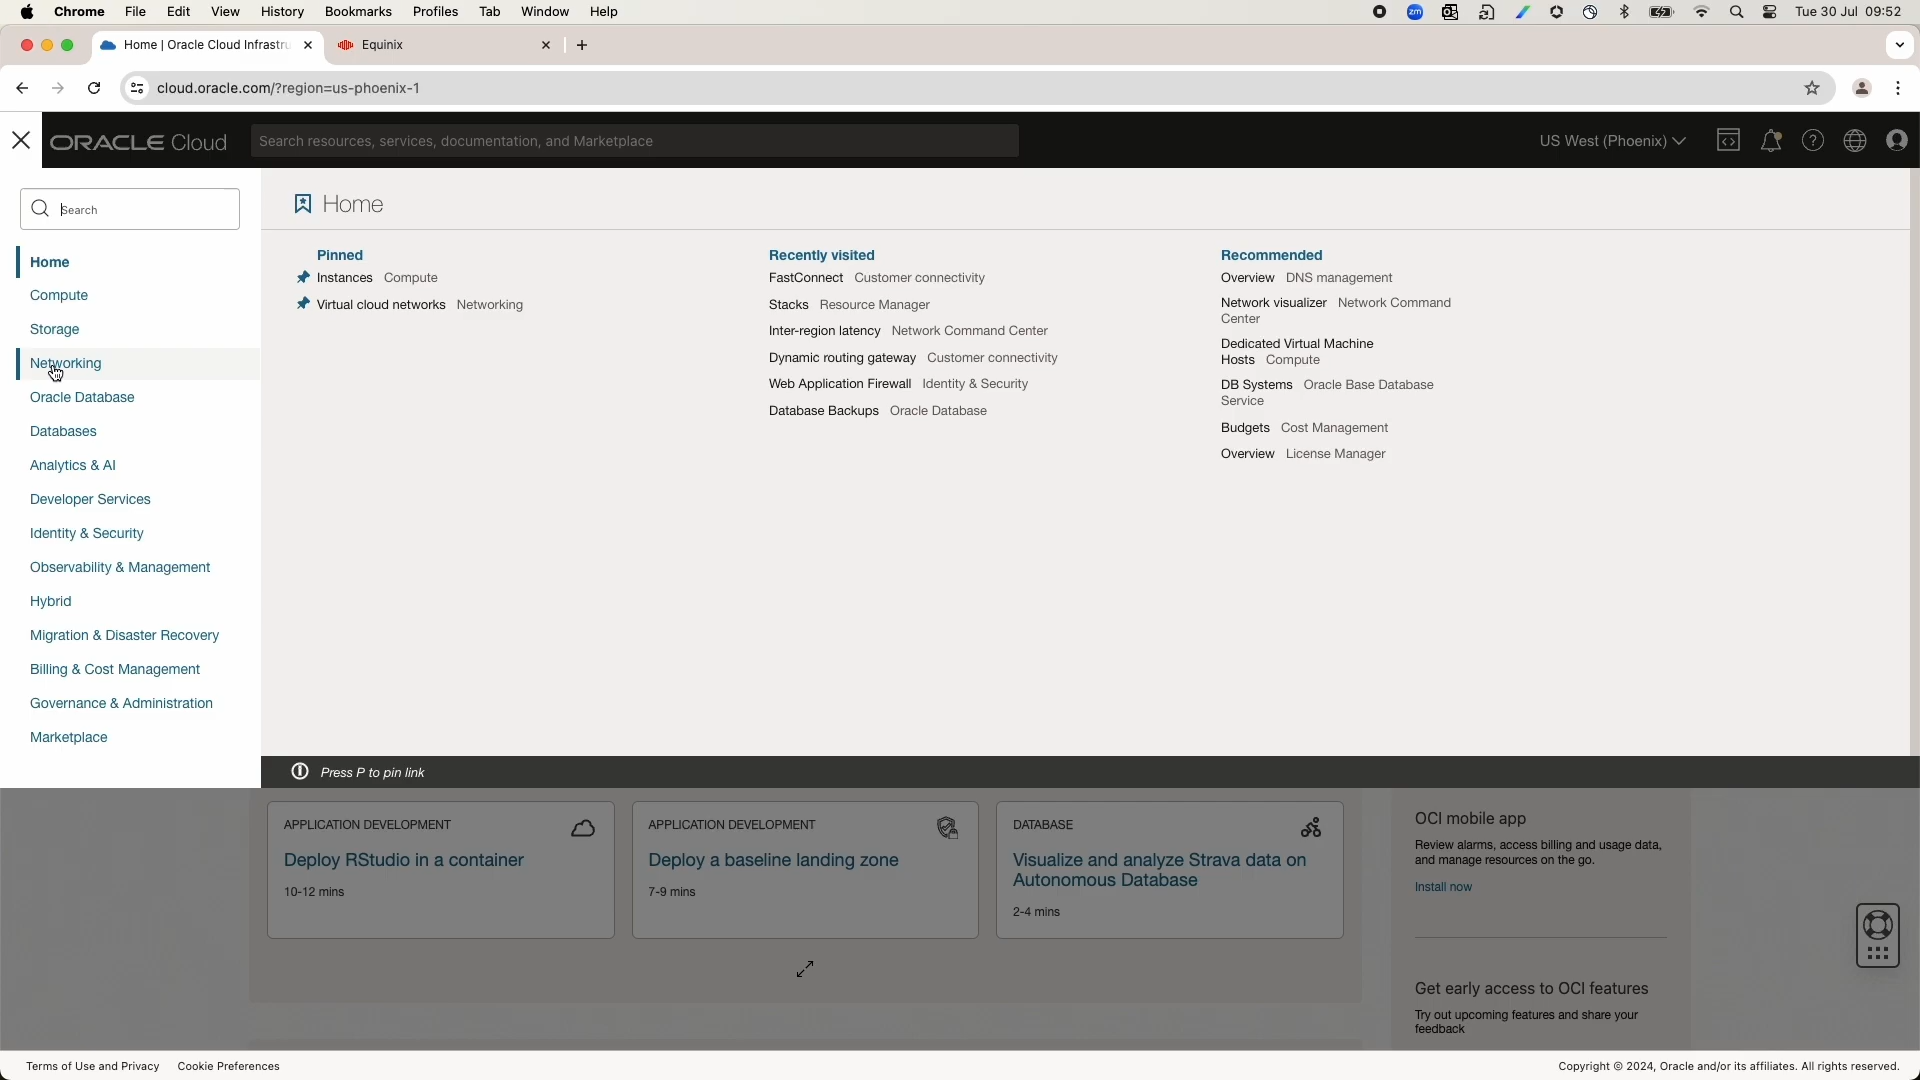 Chrome File Edit View History Bookmarks Profiles Tab Window Help
zm
Tue 30 Jul 09:52
Home | Oracle Cloud Infrastru
Equinix
cloud.oracle.com/?region=us-phoenix-1
ORACLE Cloud
Search resources, services, documentation, and Marketplace
US West (Phoenix)
Search
Home
Compute
Storage
Networking
Oracle Database
Databases
Analytics & AI
Developer Services
Identity & Security
Observability & Management
Hybrid
Migration & Disaster Recovery
Billing & Cost Management
Governance & Administration
Marketplace
Home
Pinned
Instances Compute
Virtual cloud networks Networking
Recently visited
FastConnect Customer connectivity
Stacks Resource Manager
Inter-region latency Network Command Center
Dynamic routing gateway Customer connectivity
Web Application Firewall Identity & Security
Database Backups Oracle Database
Recommended
Overview DNS management
Network visualizer Network Command
Center
Dedicated Virtual Machine
Hosts Compute
DB Systems Oracle Base Database
Service
Budgets Cost Management
Overview License Manager
Press P to pin link
APPLICATION DEVELOPMENT
Deploy RStudio in a container
10-12 mins
APPLICATION DEVELOPMENT
Deploy a baseline landing zone
7-9 mins
DATABASE
Visualize and analyze Strava data on
Autonomous Database
2-4 mins
OCI mobile app
Review alarms, access billing and usage data,
and manage resources on the go.
Install now
Get early access to OCI features
Try out upcoming features and share your
feedback
Terms of Use and Privacy Cookie Preferences
Copyright © 2024, Oracle and/or its affiliates. All rights reserved.